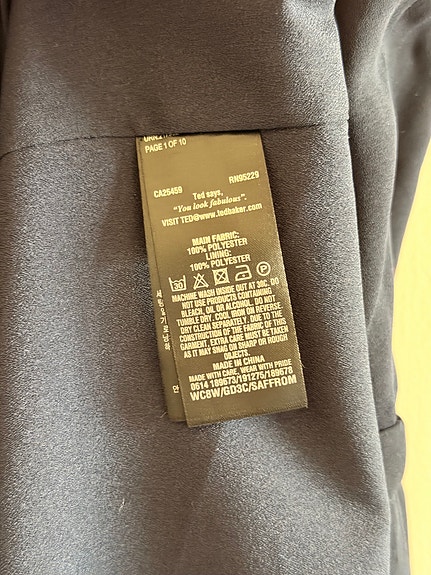 PAGE 1 OF 10
CA25459 RN95229
Ted says,
"You look fabulous".
VISIT TED@www.tedbaker.com
MAIN FABRIC:
100% POLYESTER
LINING:
100% POLYESTER
30 P
MACHINE WASH INSIDE OUT AT 30C. DO
NOT USE PRODUCTS CONTAINING
BLEACH, OIL OR ALCOHOL. DO NOT
TUMBLE DRY. COOL IRON ON REVERSE.
DRY CLEAN SEPARATELY. DUE TO THE
CONSTRUCTION OF THE FABRIC OF THIS
GARMENT, EXTRA CARE MUST BE TAKEN
AS IT MAY SNAG ON SHARP OR ROUGH
OBJECTS.
MADE IN CHINA
MADE WITH CARE, WEAR WITH PRIDE
0614 189673/191275/189678
WC8W/GD3C/SAFFROM